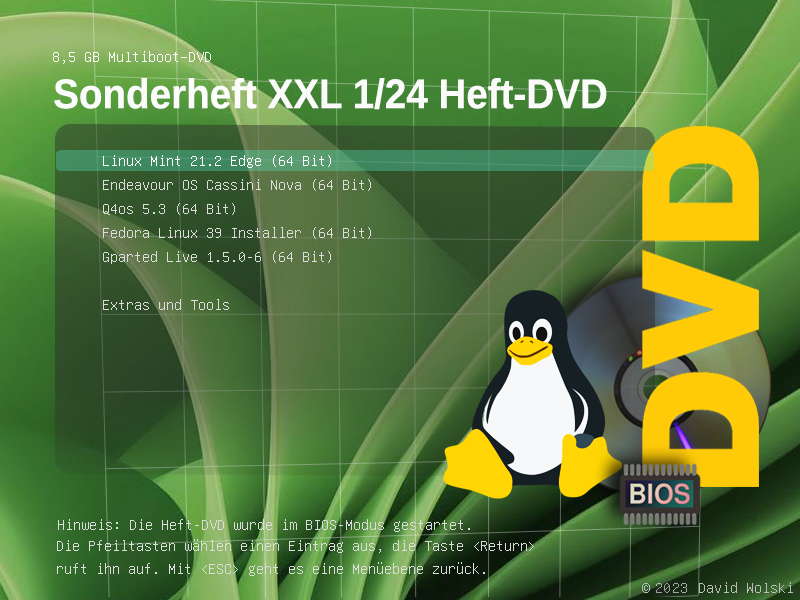 8,5 GB Multiboot-DVD
Sonderheft XXL 1/24 Heft-DVD
Linux Mint 21.2 Edge (64 Bit)
Endeavour OS Cassini Nova (64 Bit)
Q4os 5.3 (64 Bit)
Fedora Linux 39 Installer (64 Bit)
Gparted Live 1.5.0-6 (64 Bit)
Extras und Tools
DVD
BIOS
Hinweis: Die Heft-DVD wurde im BIOS-Modus gestartet.
Die Pfeiltasten wählen einen Eintrag aus, die Taste <Return>
ruft ihn auf. Mit <ESC> geht es eine Menüebene zurück.
© 2023 David Wolski